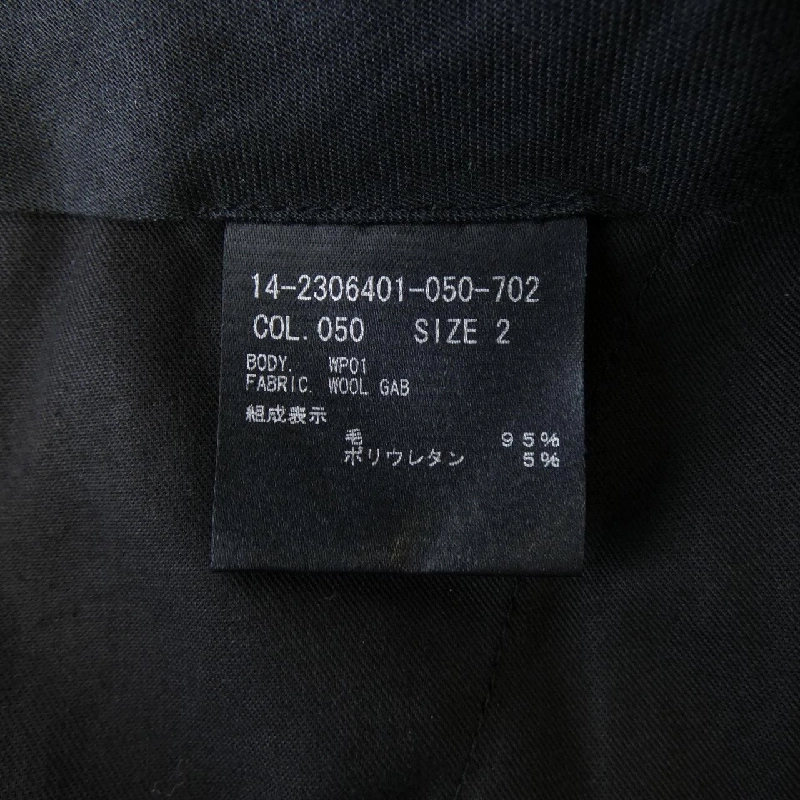 14-2306401-050-702
COL. 050 SIZE 2
BODY. WP01
FABRIC. WOOL GAB
組成表示
毛 95%
ポリウレタン 5%